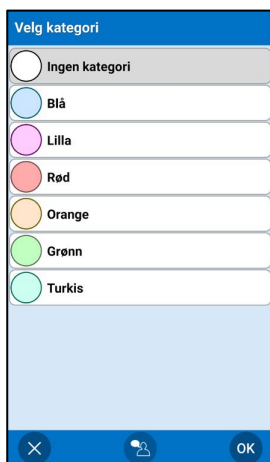 Velg kategori
Ingen kategori
Blå
Lilla
Rød
Orange
Grønn
Turkis
OK